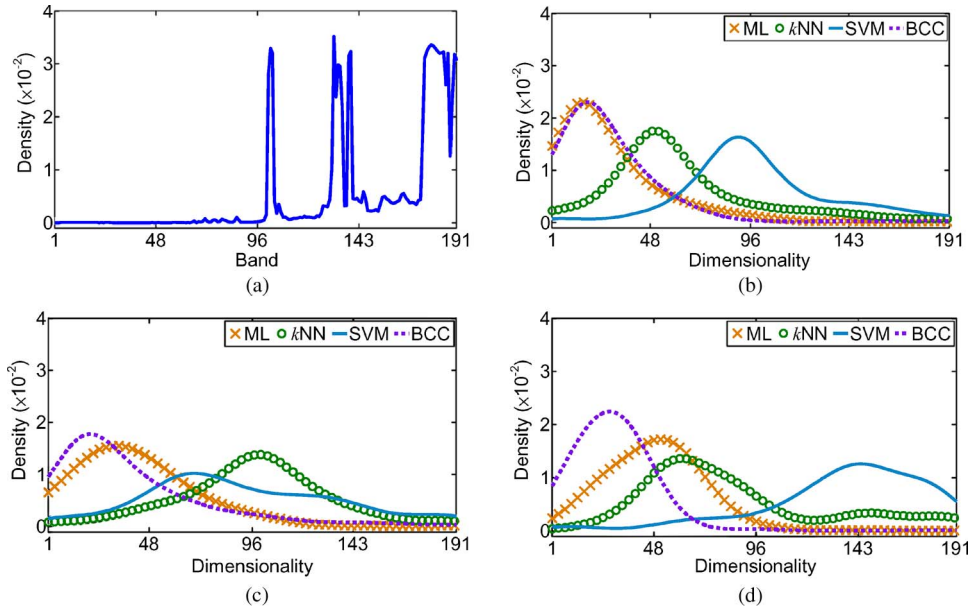 4
3
2
1
0
Density (×10⁻²)
1 48 96 143 191
Band
(a)
ML kNN SVM BCC
4
3
2
1
0
Density (×10⁻²)
1 48 96 143 191
Dimensionality
(b)
ML kNN SVM BCC
4
3
2
1
0
Density (×10⁻²)
1 48 96 143 191
Dimensionality
(c)
ML kNN SVM BCC
4
3
2
1
0
Density (×10⁻²)
1 48 96 143 191
Dimensionality
(d)